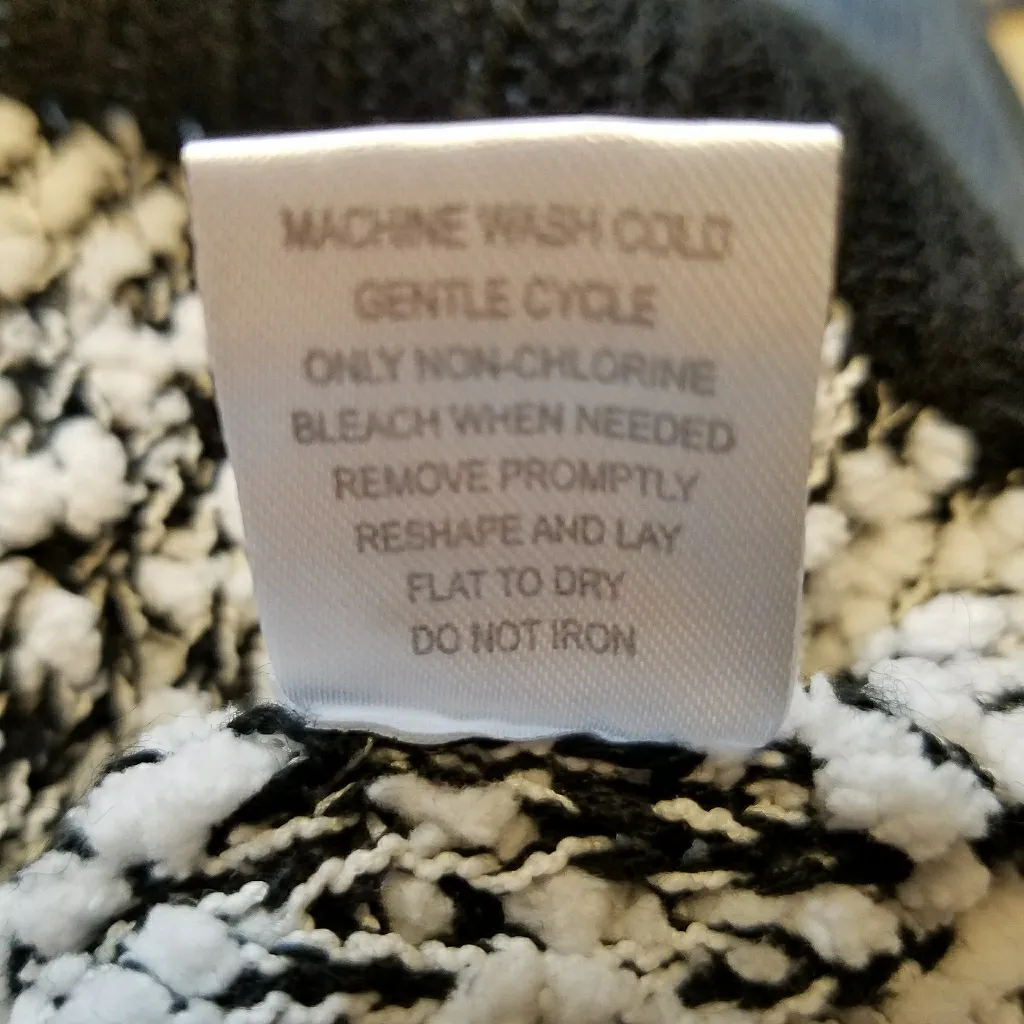 MACHINE WASH COLD
GENTLE CYCLE
ONLY NON-CHLORINE
BLEACH WHEN NEEDED
REMOVE PROMPTLY
RESHAPE AND LAY
FLAT TO DRY
DO NOT IRON